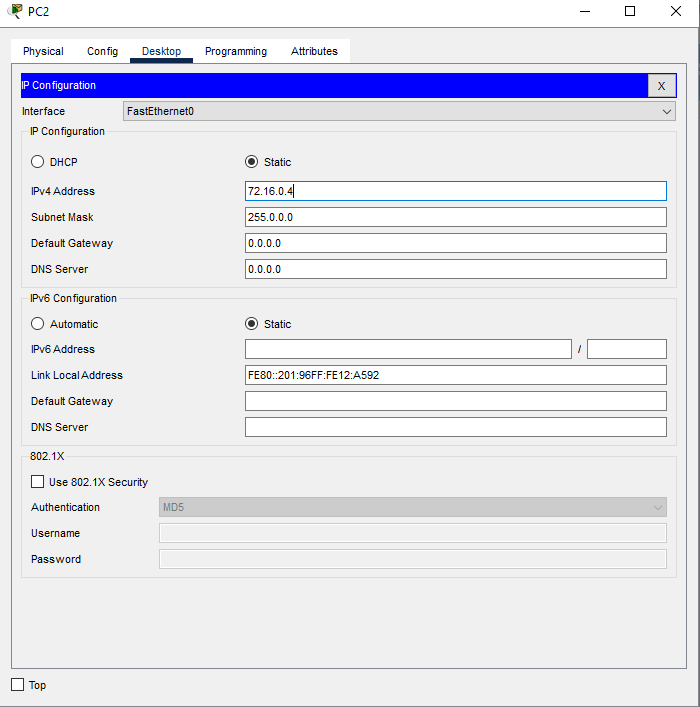 PC2
Physical Config Desktop Programming Attributes
IP Configuration X
Interface FastEthernet0
IP Configuration
DHCP Static
IPv4 Address 72.16.0.4
Subnet Mask 255.0.0.0
Default Gateway 0.0.0.0
DNS Server 0.0.0.0
IPv6 Configuration
Automatic Static
IPv6 Address /
Link Local Address FE80::201:96FF:FE12:A592
Default Gateway
DNS Server
802.1X
Use 802.1X Security
Authentication MD5
Username
Password
Top